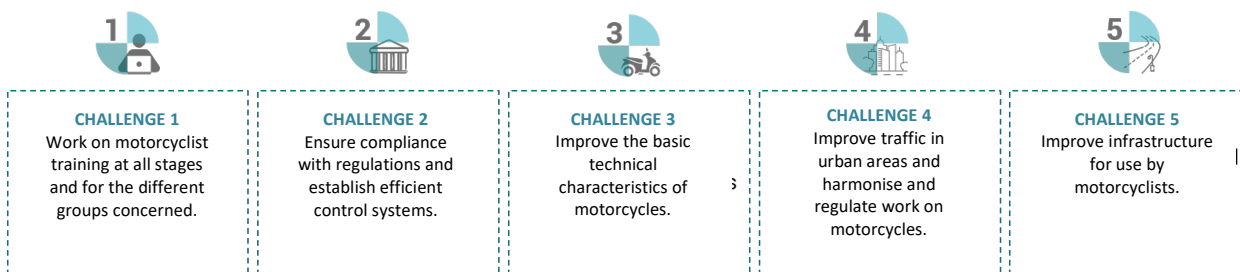 1
2
3
4
5
CHALLENGE 1
Work on motorcyclist
training at all stages
and for the different
groups concerned.
CHALLENGE 2
Ensure compliance
with regulations and
establish efficient
control systems.
CHALLENGE 3
Improve the basic
technical
characteristics of
motorcycles.
s
CHALLENGE 4
Improve traffic in
urban areas and
harmonise and
regulate work on
motorcycles.
CHALLENGE 5
Improve infrastructure
for use by
motorcyclists.